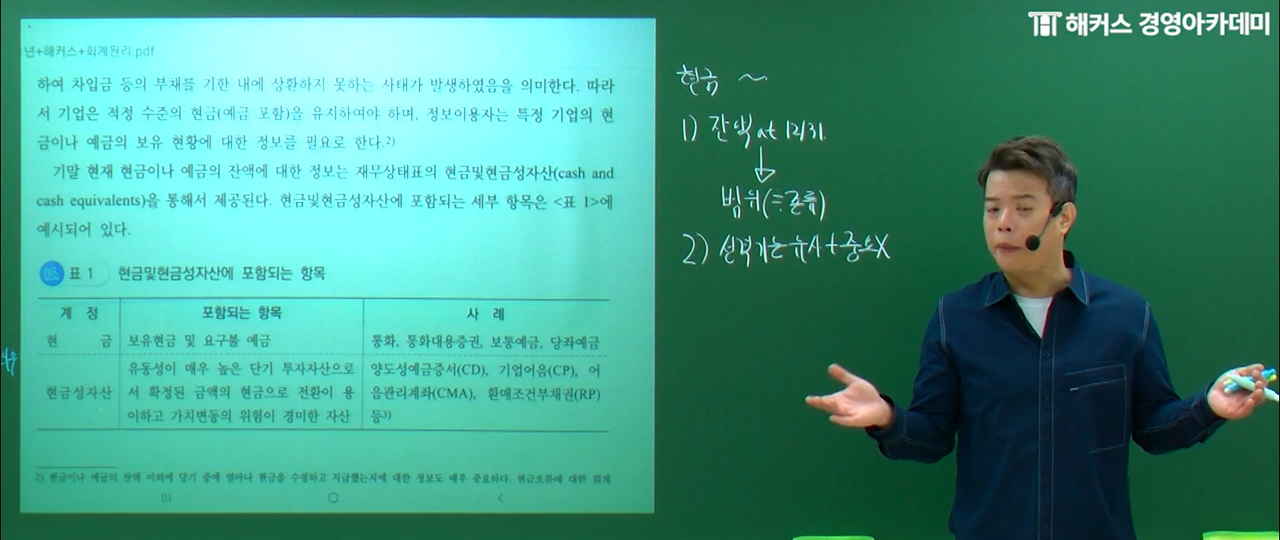 해커스 경영아카데미
년+해커스+회계원리 pdf
하여 차입금 등의 부채를 기한 내에 상환하지 못하는 사태가 발생하였음을 의미한다. 따라
서 기업은 적정 수준의 현금(예금 포함)을 유지하여야 하며, 정보이용자는 특정 기업의 현
금이나 예금의 보유 현황에 대한 정보를 필요로 한다.2)
기말 현재 현금이나 예금의 잔액에 대한 정보는 재무상태표의 현금및현금성자산(cash and
cash equivalents)을 통해서 제공된다. 현금및현금성자산에 포함되는 세부 항목은 <표 1>에
예시되어 있다.
표 1 현금및현금성자산에 포함되는 항목
계 정 포함되는 항목 사 례
현 금 보유현금 및 요구불 예금 통화, 통화대용증권, 보통예금, 당좌예금
현금성자산 유동성이 매우 높은 단기 투자자산으로
서 확정된 금액의 현금으로 전환이 용
이하고 가치변동의 위험이 경미한 자산
양도성예금증서(CD), 기업어음(CP), 어
음관리계좌(CMA), 환매조건부채권(RP)
등3)
2) 현금이나 예금의 잔액 이외에 당기 중에 얼마나 현금을 수령하고 지급했는지에 대한 정보도 매우 중요하다. 현금흐름에 대한 회계
현금 ~
1) 잔액 at 12/31.
↓
범위(=종류)
2) 성격가는 유사+중요X